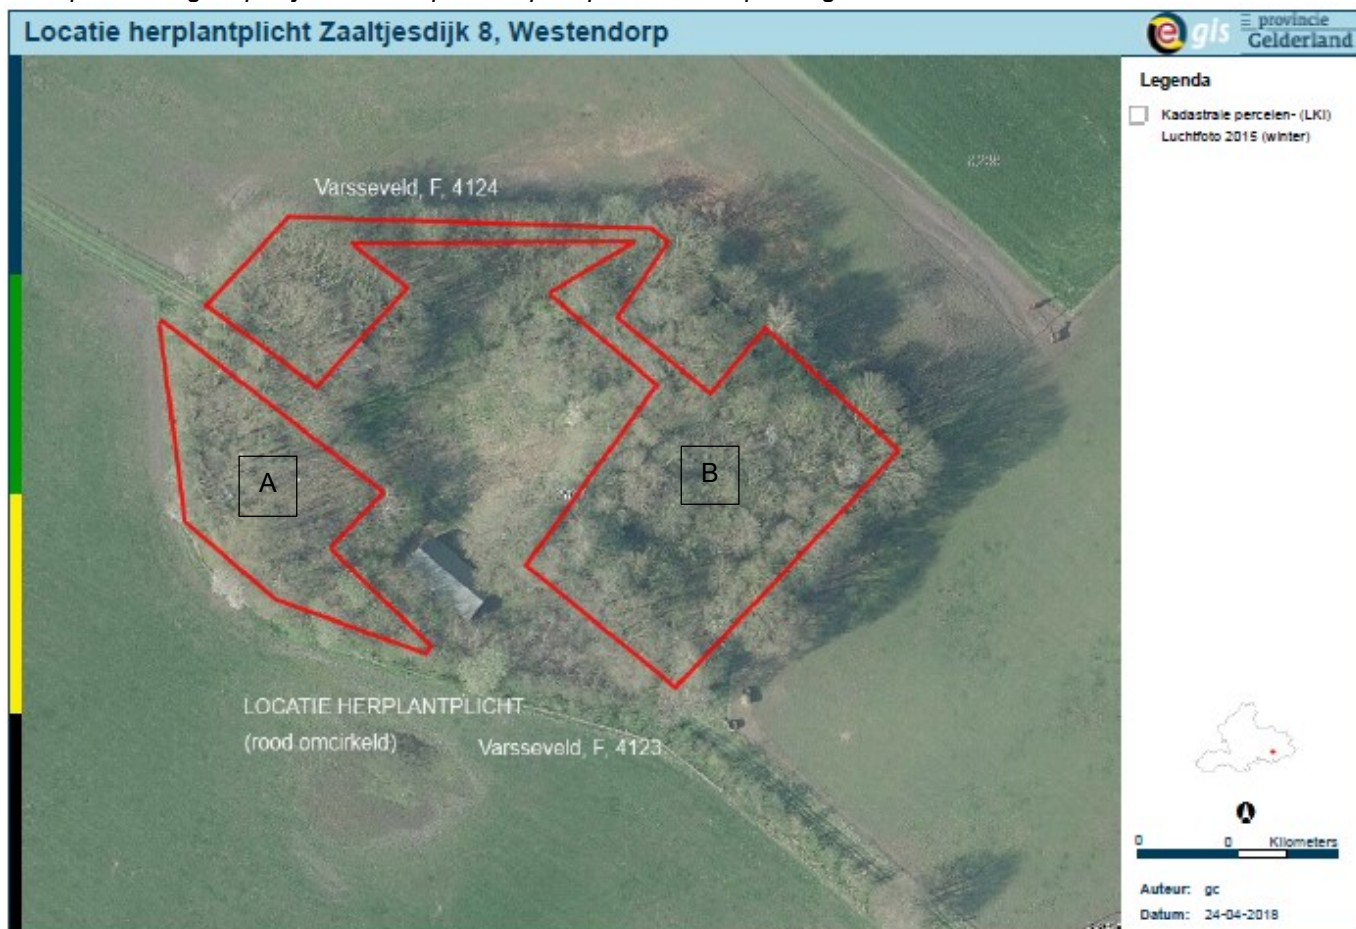 Locatie herplantplicht Zaaltjesdijk 8, Westendorp
e gis provincie
Gelderland
Legenda
Kadastrale percelen- (LKI)
Luchtfoto 2015 (winter)
Varsseveld, F, 4124
A
B
LOCATIE HERPLANTPLICHT
(rood omcirkeld)
Varsseveld, F, 4123
0 0 Kilometers
Auteur: gc
Datum: 24-04-2018